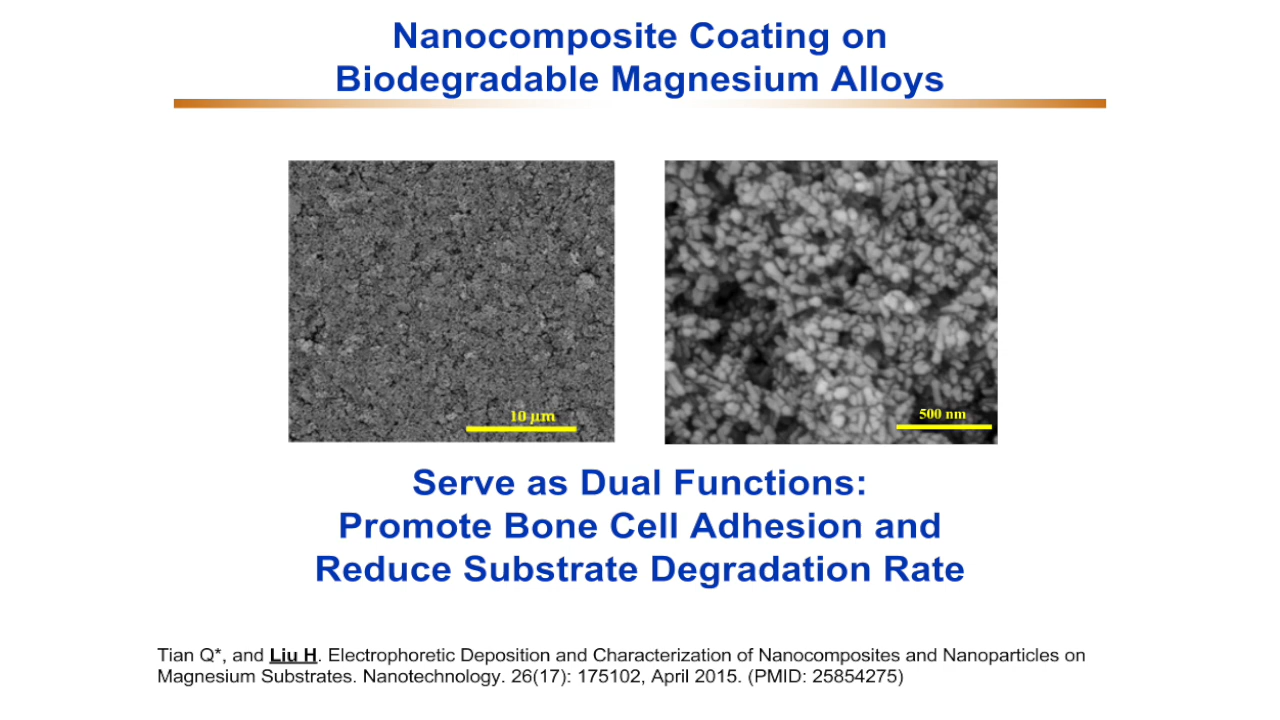 Nanocomposite Coating on
Biodegradable Magnesium Alloys
10 µm
500 nm
Serve as Dual Functions:
Promote Bone Cell Adhesion and
Reduce Substrate Degradation Rate
Tian Q*, and Liu H. Electrophoretic Deposition and Characterization of Nanocomposites and Nanoparticles on
Magnesium Substrates. Nanotechnology. 26(17): 175102, April 2015. (PMID: 25854275)